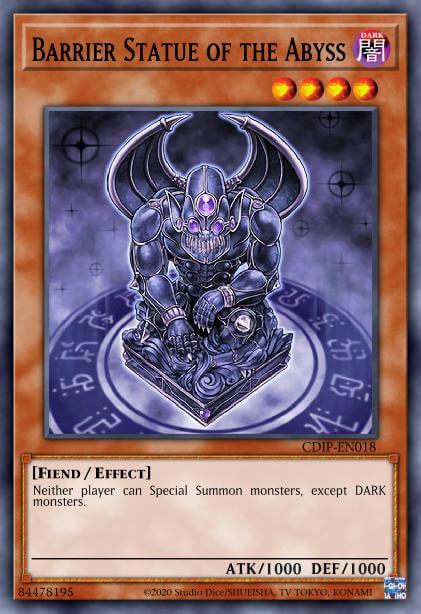 Barrier Statue of the Abyss
DARK
闇
CDIP-EN018
[Fiend / Effect]
Neither player can Special Summon monsters, except DARK
monsters.
ATK/1000 DEF/1000
84478195
©2020 Studio Dice/SHUEISHA, TV TOKYO, KONAMI